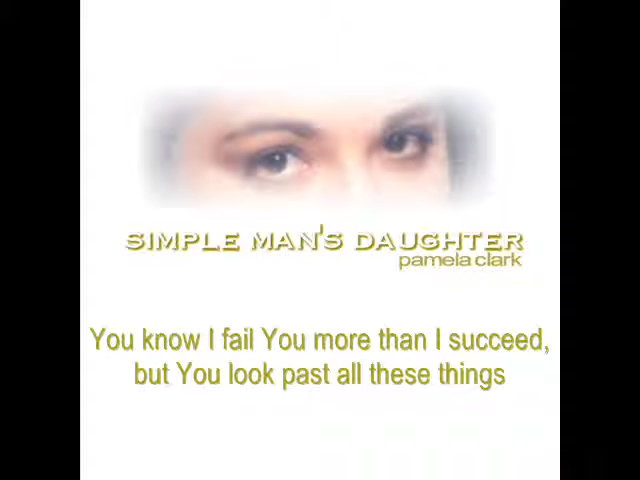 SIMPLE MAN'S DAUGHTER
pamela clark
You know I fail You more than I succeed,
but You look past all these things